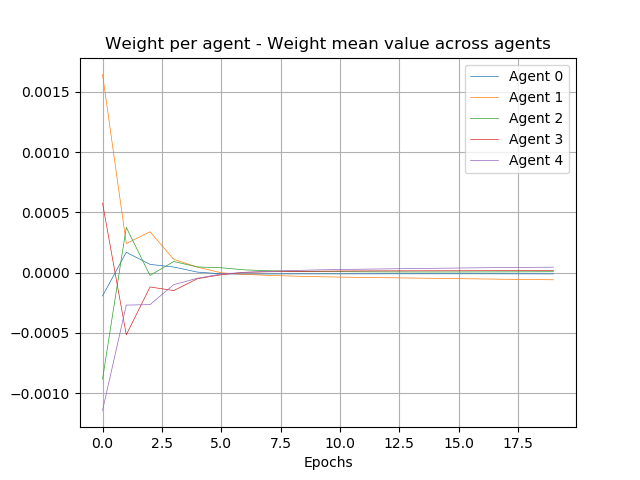 Weight per agent - Weight mean value across agents
Agent 0
Agent 1
Agent 2
Agent 3
Agent 4
0.0015
0.0010
0.0005
0.0000
−0.0005
−0.0010
0.0 2.5 5.0 7.5 10.0 12.5 15.0 17.5
Epochs